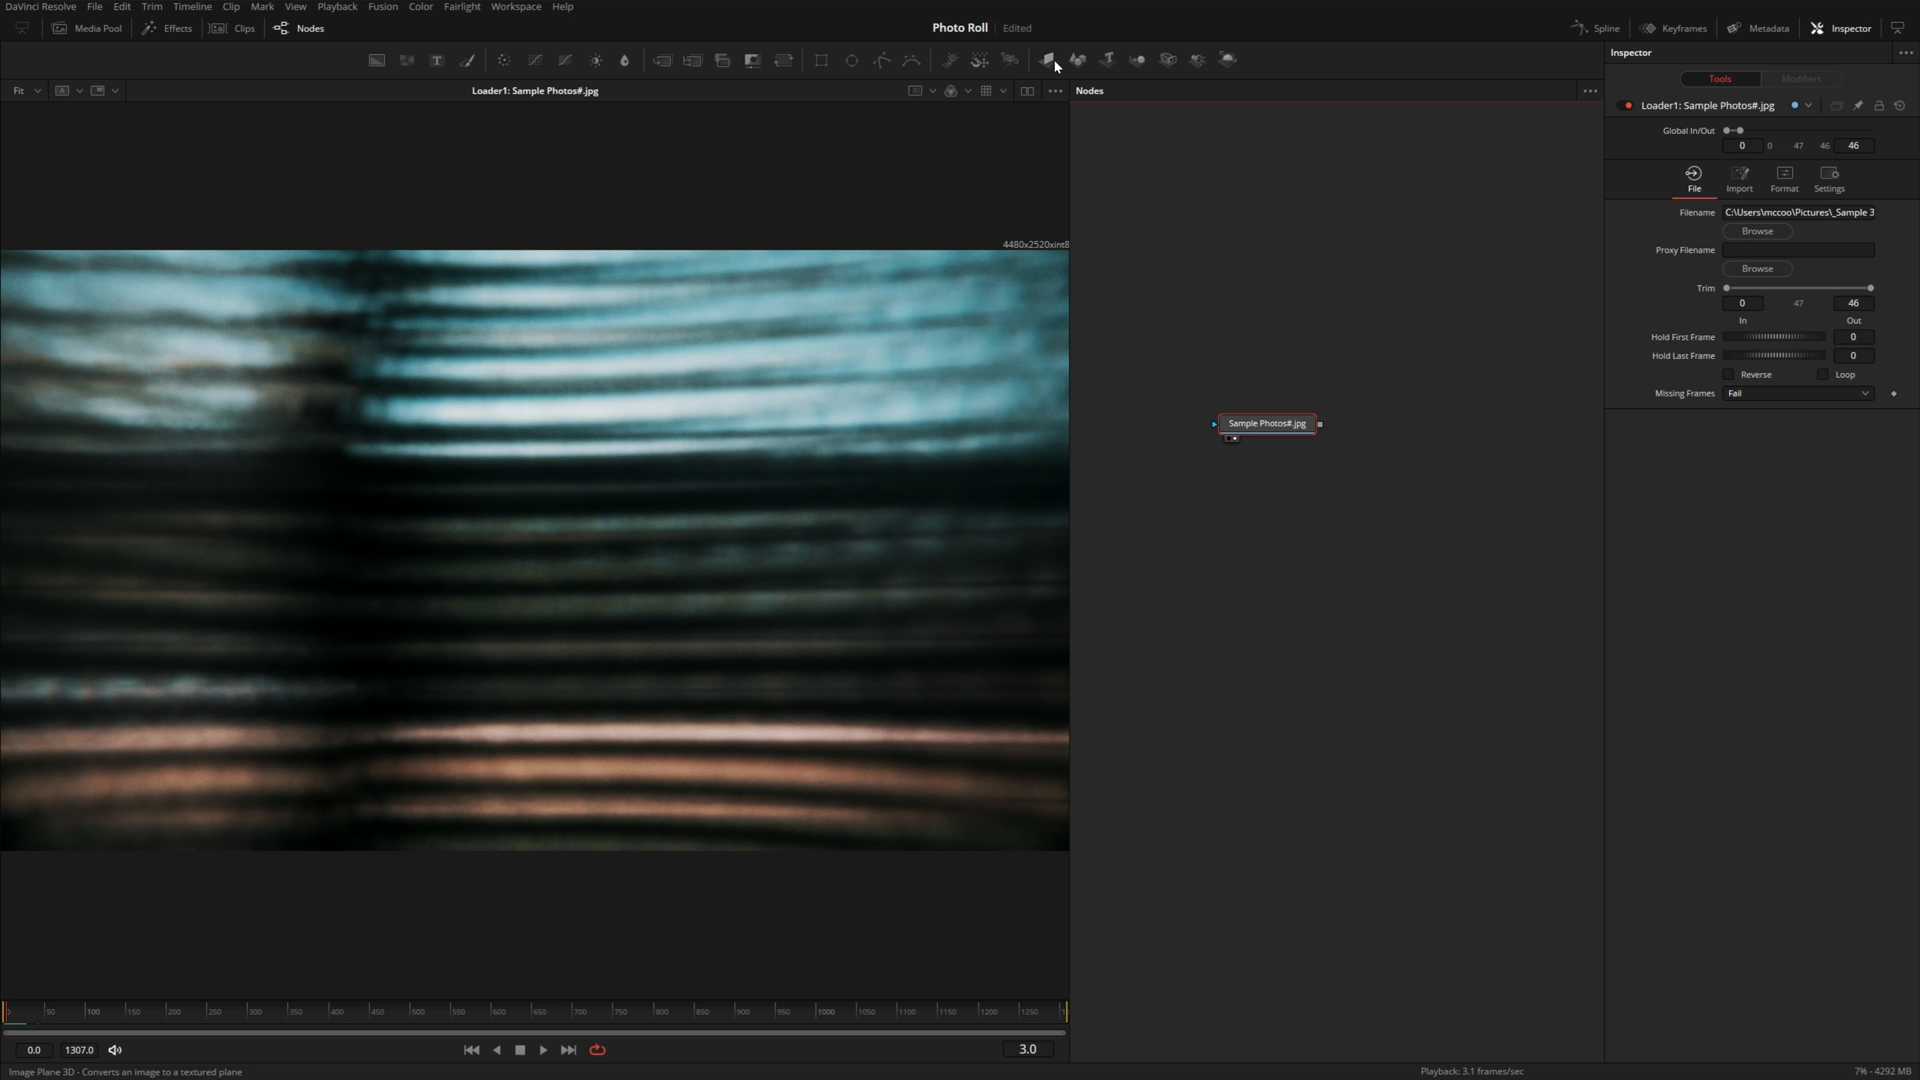 DaVinci Resolve File Edit Trim Timeline Clip Mark View Playback Fusion Color Fairlight Workspace Help
Media Pool Effects Clips Nodes Photo Roll Edited Spline Keyframes Metadata Inspector
Inspector
Tools Modifiers
Fit Loader1: Sample Photos#.jpg Nodes
Loader1: Sample Photos#.jpg
Global In/Out
0 0 47 46 46
File Import Format Settings
Filename C:\Users\mccoo\Pictures\_Sample 3
Browse
Proxy Filename
Browse
Trim
0 47 46
In Out
Hold First Frame 0
Hold Last Frame 0
Reverse Loop
Missing Frames Fail
4480x2520xint8
Sample Photos#.jpg
0 50 100 150 200 250 300 350 400 450 500 550 600 650 700 750 800 850 900 950 1000 1050 1100 1150 1200 1250
0.0 1307.0 3.0
Image Plane 3D - Converts an image to a textured plane Playback: 3.1 frames/sec 7% - 4292 MB